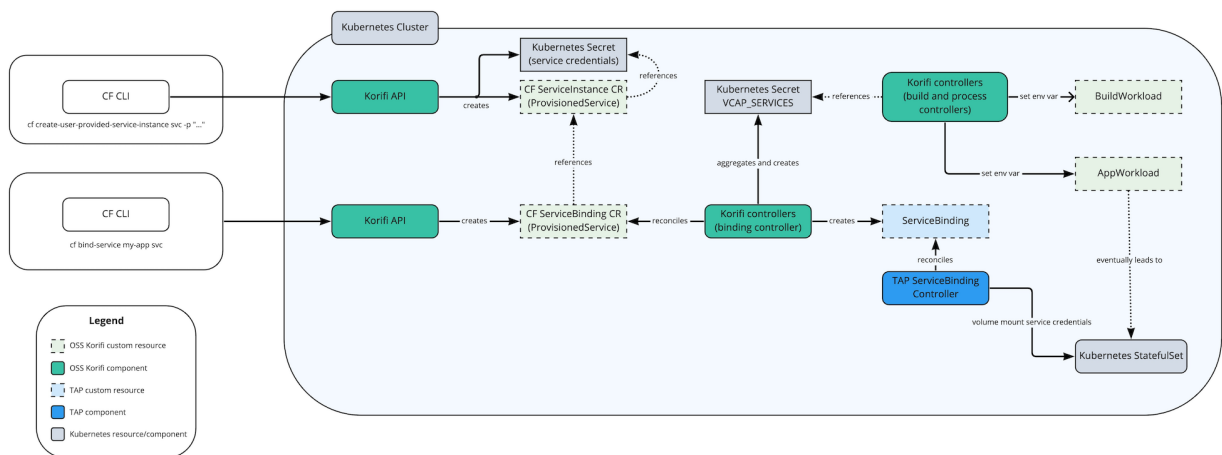 Kubernetes Cluster
CF CLI
cf create-user-provided-service-instance svc -p "..."
Korifi API
creates
Kubernetes Secret
(service credentials)
references
CF ServiceInstance CR
(ProvisionedService)
Kubernetes Secret
VCAP_SERVICES
references
Korifi controllers
(build and process
controllers)
set env var
BuildWorkload
set env var
AppWorkload
references
aggregates and creates
CF CLI
cf bind-service my-app svc
Korifi API
creates
CF ServiceBinding CR
(ProvisionedService)
reconciles
Korifi controllers
(binding controller)
creates
ServiceBinding
reconciles
TAP ServiceBinding
Controller
eventually leads to
volume mount service credentials
Kubernetes StatefulSet
Legend
OSS Korifi custom resource
OSS Korifi component
TAP custom resource
TAP component
Kubernetes resource/component